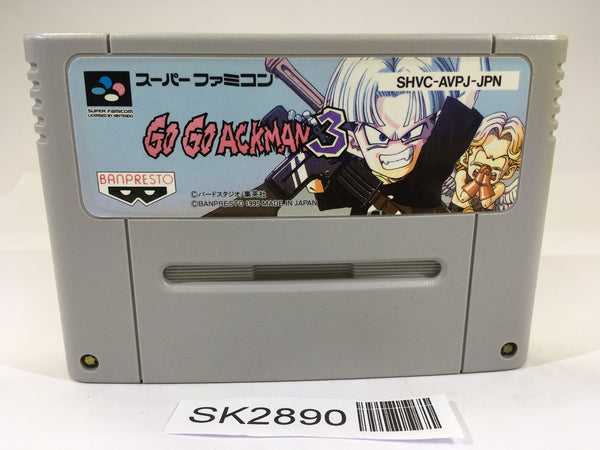 スーパーファミコン
SHVC-AVPJ-JPN
SUPER FAMICOM
LICENSED BY NINTENDO
GO GO ACKMAN 3
BANPRESTO
©バードスタジオ/集英社
©BANPRESTO 1995 MADE IN JAPAN
SK2890